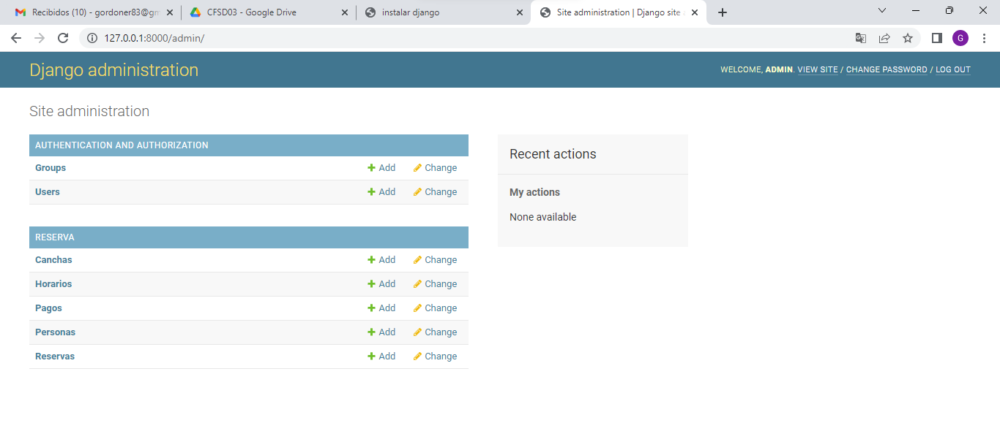 Recibidos (10) - gordoner83@gm
CFSD03 - Google Drive
instalar django
Site administration | Django site
127.0.0.1:8000/admin/
G
Django administration
WELCOME, ADMIN. VIEW SITE / CHANGE PASSWORD / LOG OUT
Site administration
AUTHENTICATION AND AUTHORIZATION
Groups Add Change
Users Add Change
RESERVA
Canchas Add Change
Horarios Add Change
Pagos Add Change
Personas Add Change
Reservas Add Change
Recent actions
My actions
None available